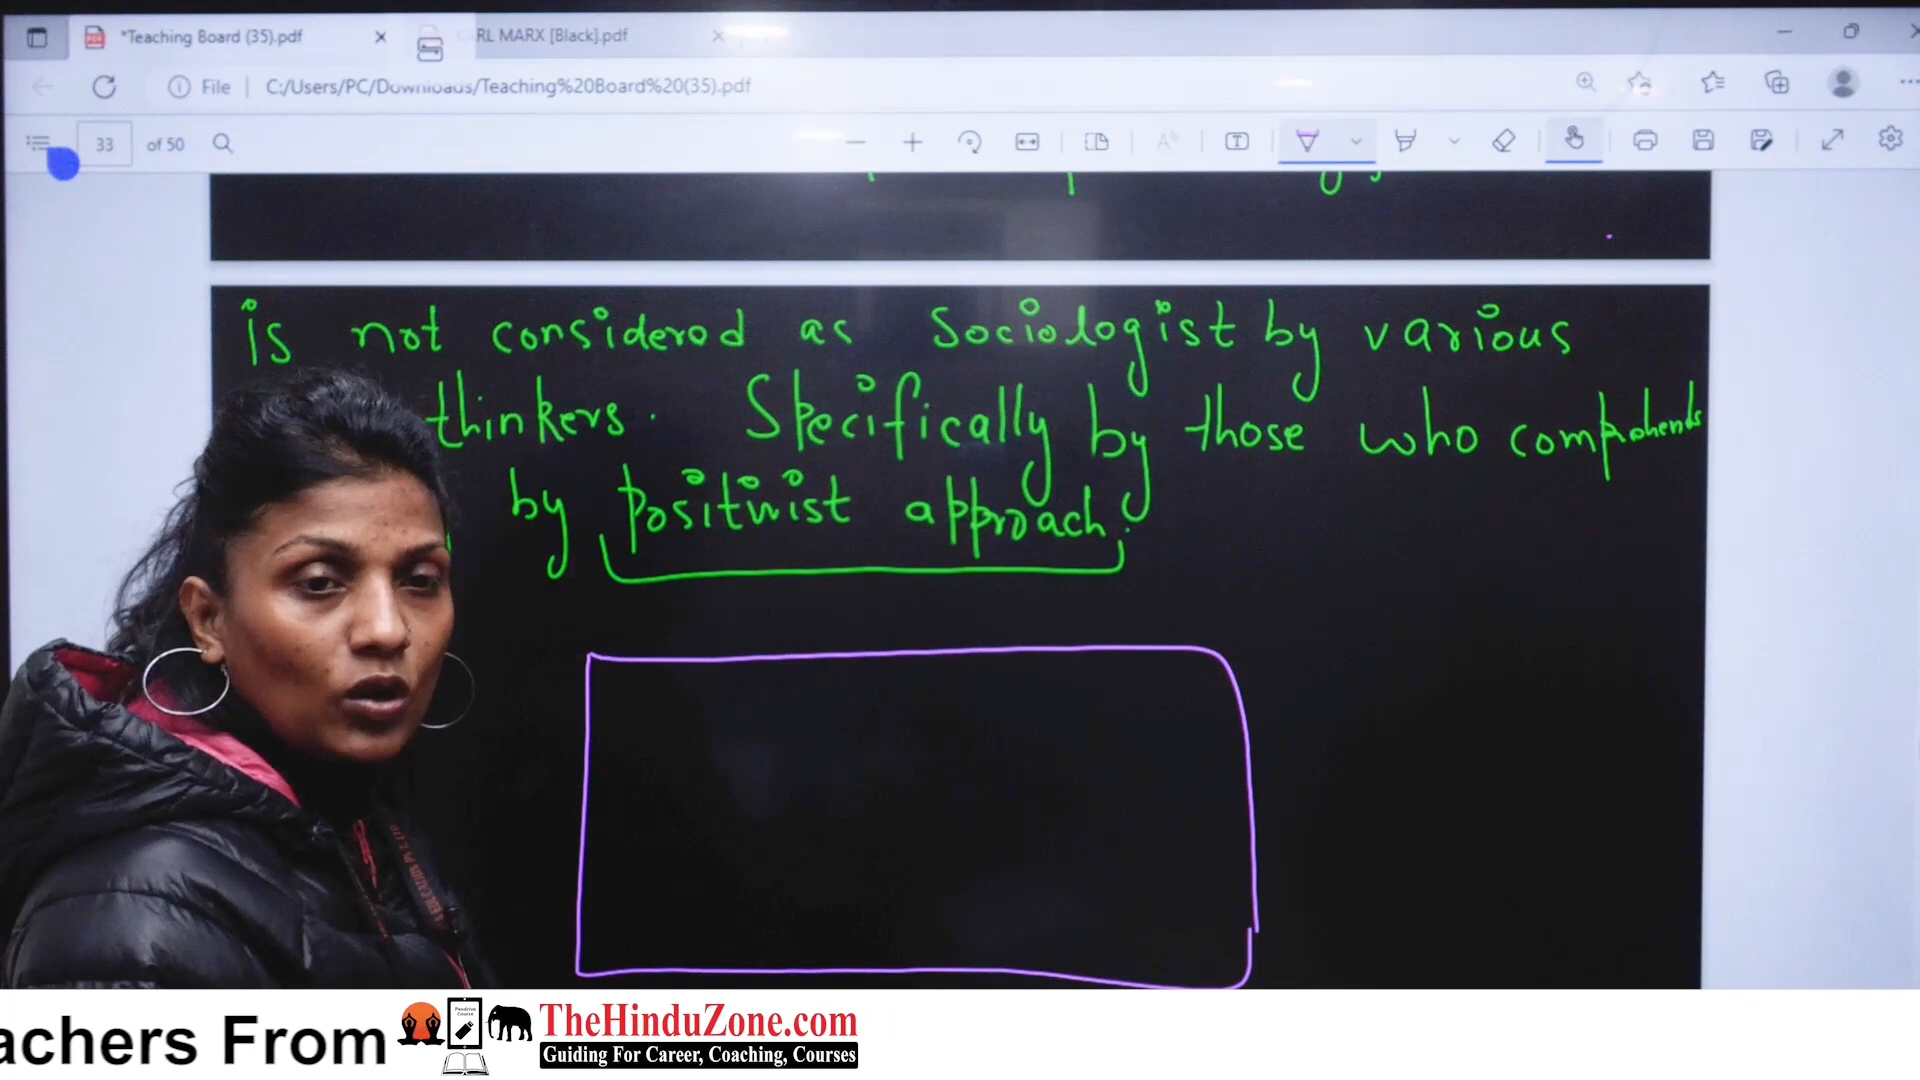 *Teaching Board (35).pdf
RL MARX [Black].pdf
File C:/Users/PC/Downloads/Teaching%20Board%20(35).pdf
33 of 50
is not considered as Sociologist by various
thinkers. Specifically by those who comprehends
by positivist approach.
achers From
TheHinduZone.com
Guiding For Career, Coaching, Courses